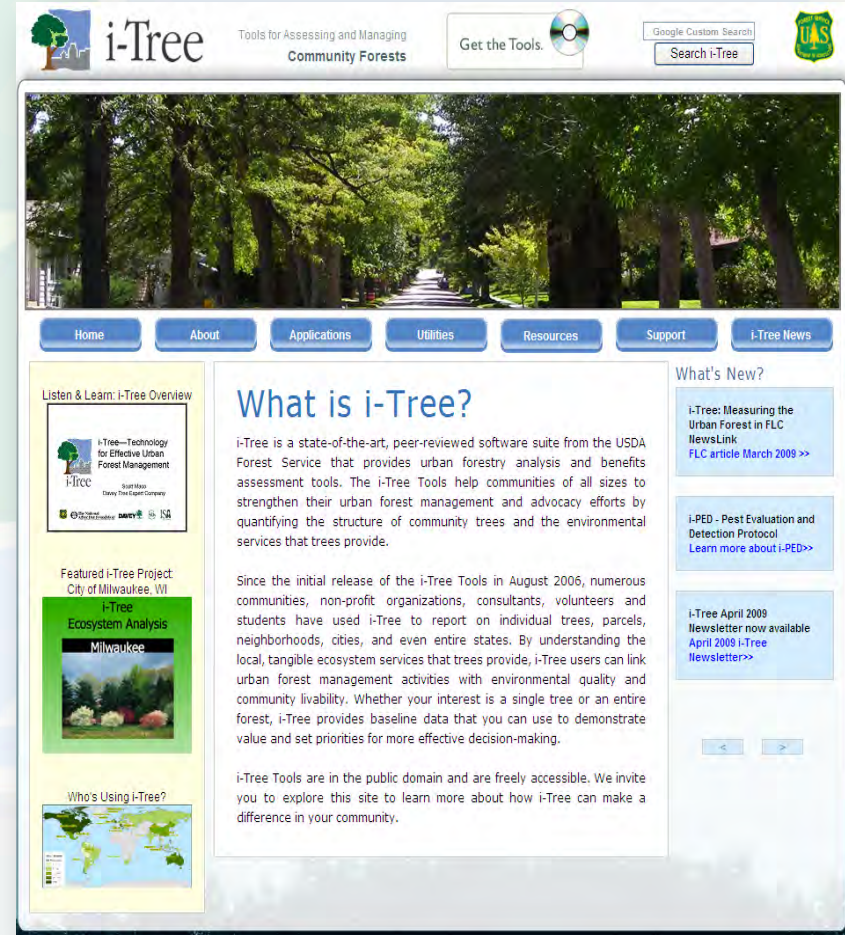 i-Tree
Tools for Assessing and Managing
Community Forests
Get the Tools.
Google Custom Search
Search i-Tree
UAS
Home
About
Applications
Utilities
Resources
Support
i-Tree News
Listen & Learn: i-Tree Overview
i-Tree
i-Tree—Technology
for Effective Urban
Forest Management
Davey Tree Expert Company
DAVEY
ISA
Featured i-Tree Project:
City of Milwaukee, WI
i-Tree
Ecosystem Analysis
Milwaukee
Who's Using i-Tree?
What is i-Tree?
i-Tree is a state-of-the-art, peer-reviewed software suite from the USDA
Forest Service that provides urban forestry analysis and benefits
assessment tools. The i-Tree Tools help communities of all sizes to
strengthen their urban forest management and advocacy efforts by
quantifying the structure of community trees and the environmental
services that trees provide.
Since the initial release of the i-Tree Tools in August 2006, numerous
communities, non-profit organizations, consultants, volunteers and
students have used i-Tree to report on individual trees, parcels,
neighborhoods, cities, and even entire states. By understanding the
local, tangible ecosystem services that trees provide, i-Tree users can link
urban forest management activities with environmental quality and
community livability. Whether your interest is a single tree or an entire
forest, i-Tree provides baseline data that you can use to demonstrate
value and set priorities for more effective decision-making.
i-Tree Tools are in the public domain and are freely accessible. We invite
you to explore this site to learn more about how i-Tree can make a
difference in your community.
What's New?
i-Tree: Measuring the
Urban Forest in FLC
NewsLink
FLC article March 2009 >>
i-PED - Pest Evaluation and
Detection Protocol
Learn more about i-PED>>
i-Tree April 2009
Newsletter now available
April 2009 i-Tree
Newsletter>>
< >